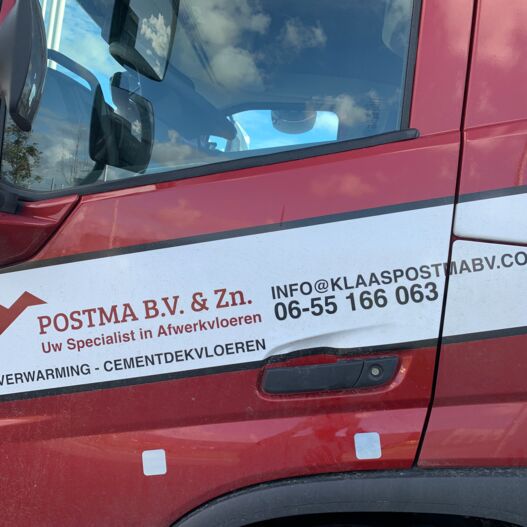 POSTMA B.V. & Zn.
Uw Specialist in Afwerkvloeren
VERWARMING - CEMENTDEKVLOEREN
INFO@KLAASPOSTMABV.CO
06-55 166 063